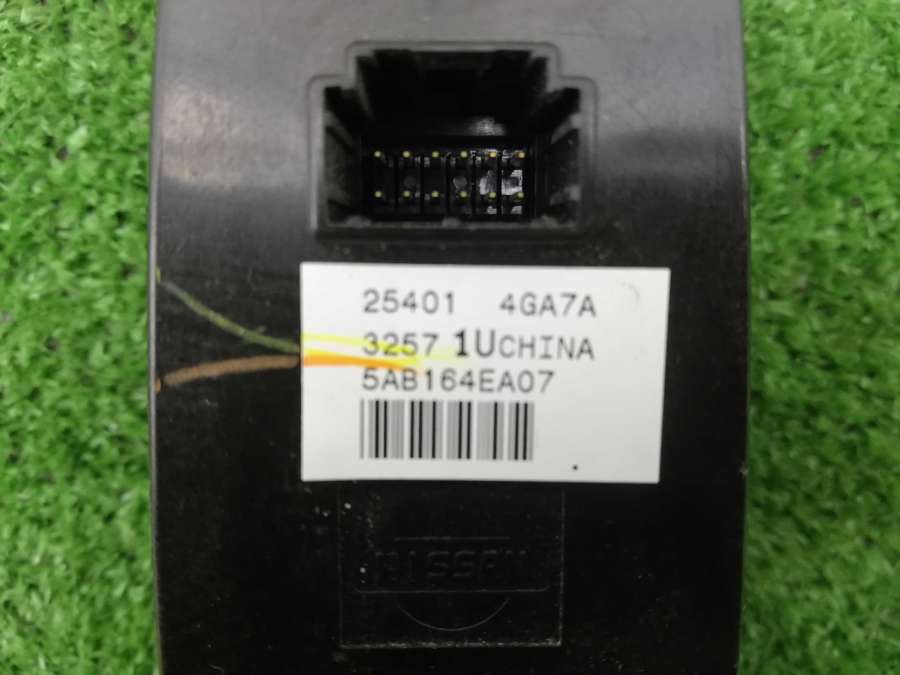 25401 4GA7A
3257 1UCHINA
5AB164EA07
NISSAN